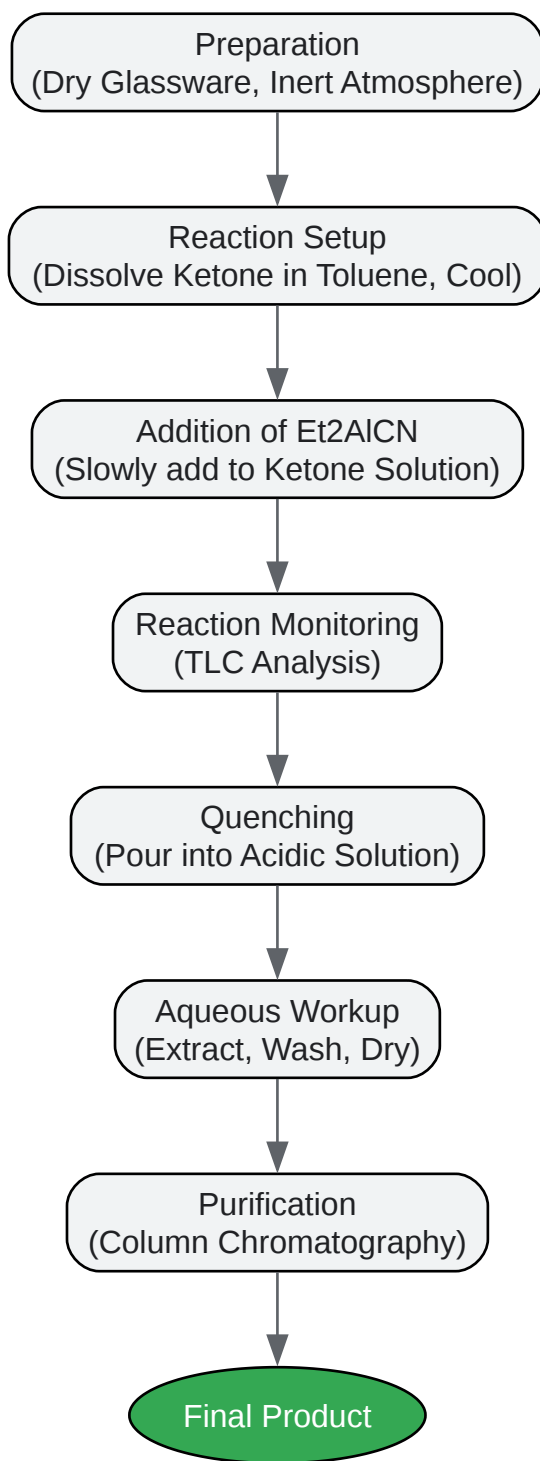 Preparation
(Dry Glassware, Inert Atmosphere)
Reaction Setup
(Dissolve Ketone in Toluene, Cool)
Addition of Et2AlCN
(Slowly add to Ketone Solution)
Reaction Monitoring
(TLC Analysis)
Quenching
(Pour into Acidic Solution)
Aqueous Workup
(Extract, Wash, Dry)
Purification
(Column Chromatography)
Final Product